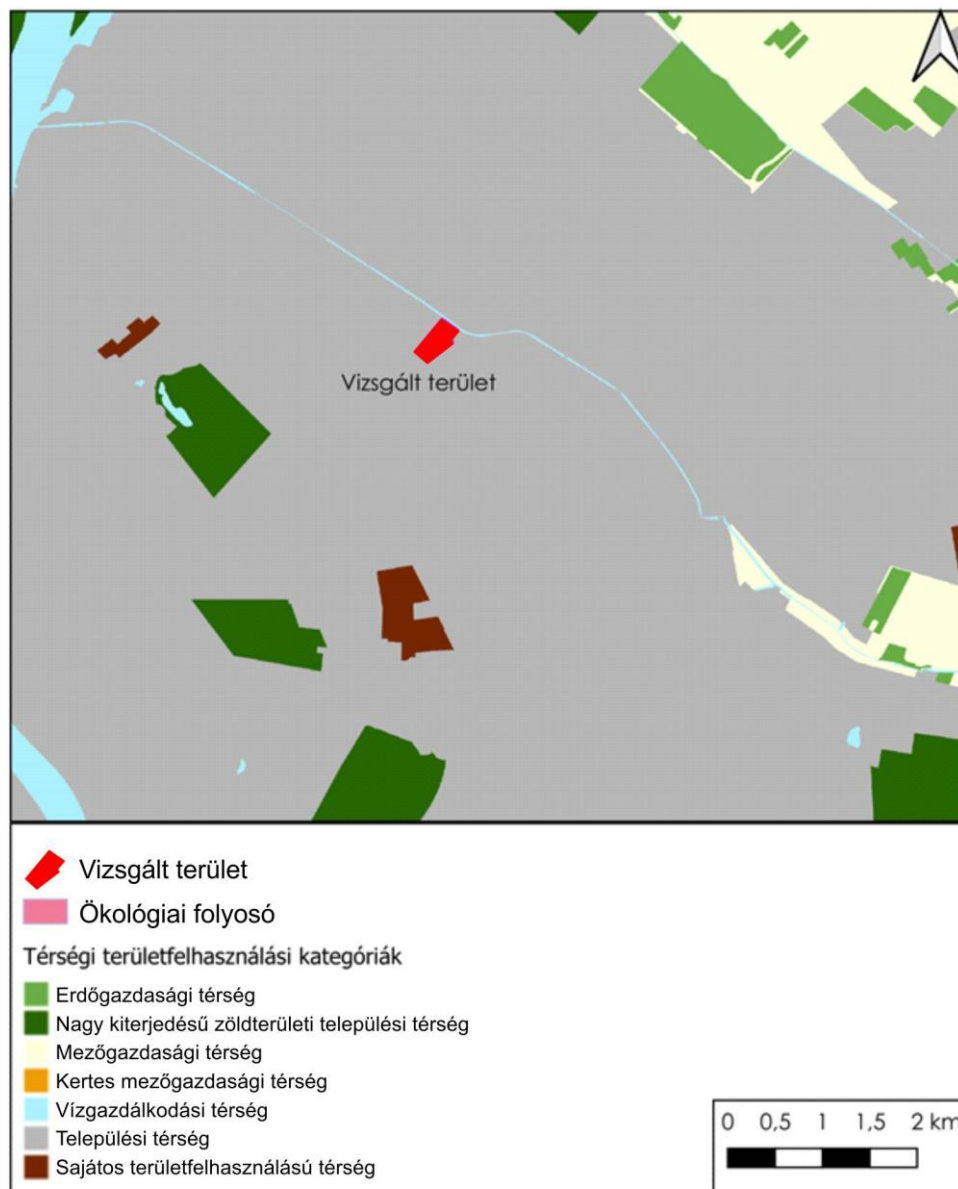 Vizsgált terület
Vizsgált terület
Ökológiai folyosó
Térségi területfelhasználási kategóriák
Erdőgazdasági térség
Nagy kiterjedésű zöldterületi települési térség
Mezőgazdasági térség
Kertes mezőgazdasági térség
Vízgazdálkodási térség
Települési térség
Sajátos területfelhasználású térség
0 0,5 1 1,5 2 km